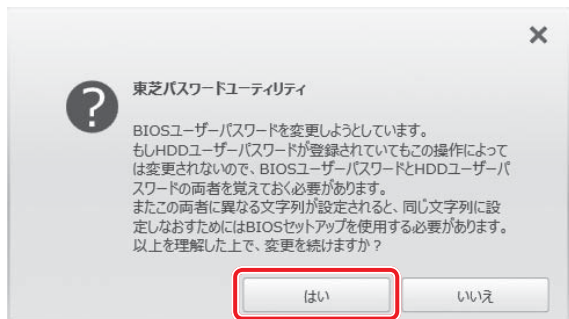 東芝パスワードユーティリティ
BIOSユーザーパスワードを変更しようとしています。
もしHDDユーザーパスワードが登録されていてもこの操作によって
は変更されないので、BIOSユーザーパスワードとHDDユーザーパ
スワードの両者を覚えておく必要があります。
またこの両者に異なる文字列が設定されると、同じ文字列に設
定しなおすためにはBIOSセットアップを使用する必要があります。
以上を理解した上で、変更を続けますか？
はい
いいえ